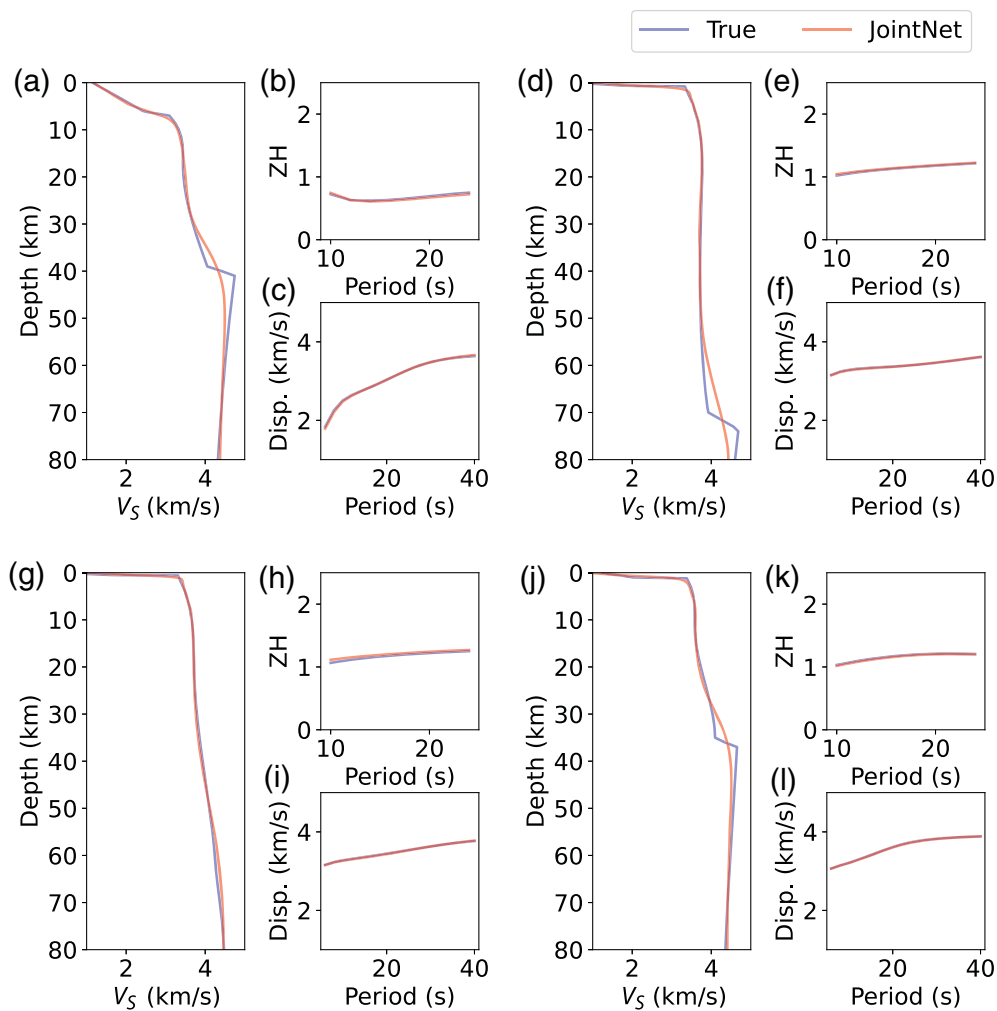 True JointNet
(a) (b) (d) (e)
0
10
20
30
40
50
60
70
80
Depth (km)
2 4
V_S (km/s)
2
1
0
ZH
10 20
Period (s)
(c)
4
2
Disp. (km/s)
20 40
Period (s)
0
10
20
30
40
50
60
70
80
Depth (km)
2 4
V_S (km/s)
2
1
0
ZH
10 20
Period (s)
(f)
4
2
Disp. (km/s)
20 40
Period (s)
(g) (h) (j) (k)
0
10
20
30
40
50
60
70
80
Depth (km)
2 4
V_S (km/s)
2
1
0
ZH
10 20
Period (s)
(i)
4
2
Disp. (km/s)
20 40
Period (s)
0
10
20
30
40
50
60
70
80
Depth (km)
2 4
V_S (km/s)
2
1
0
ZH
10 20
Period (s)
(l)
4
2
Disp. (km/s)
20 40
Period (s)